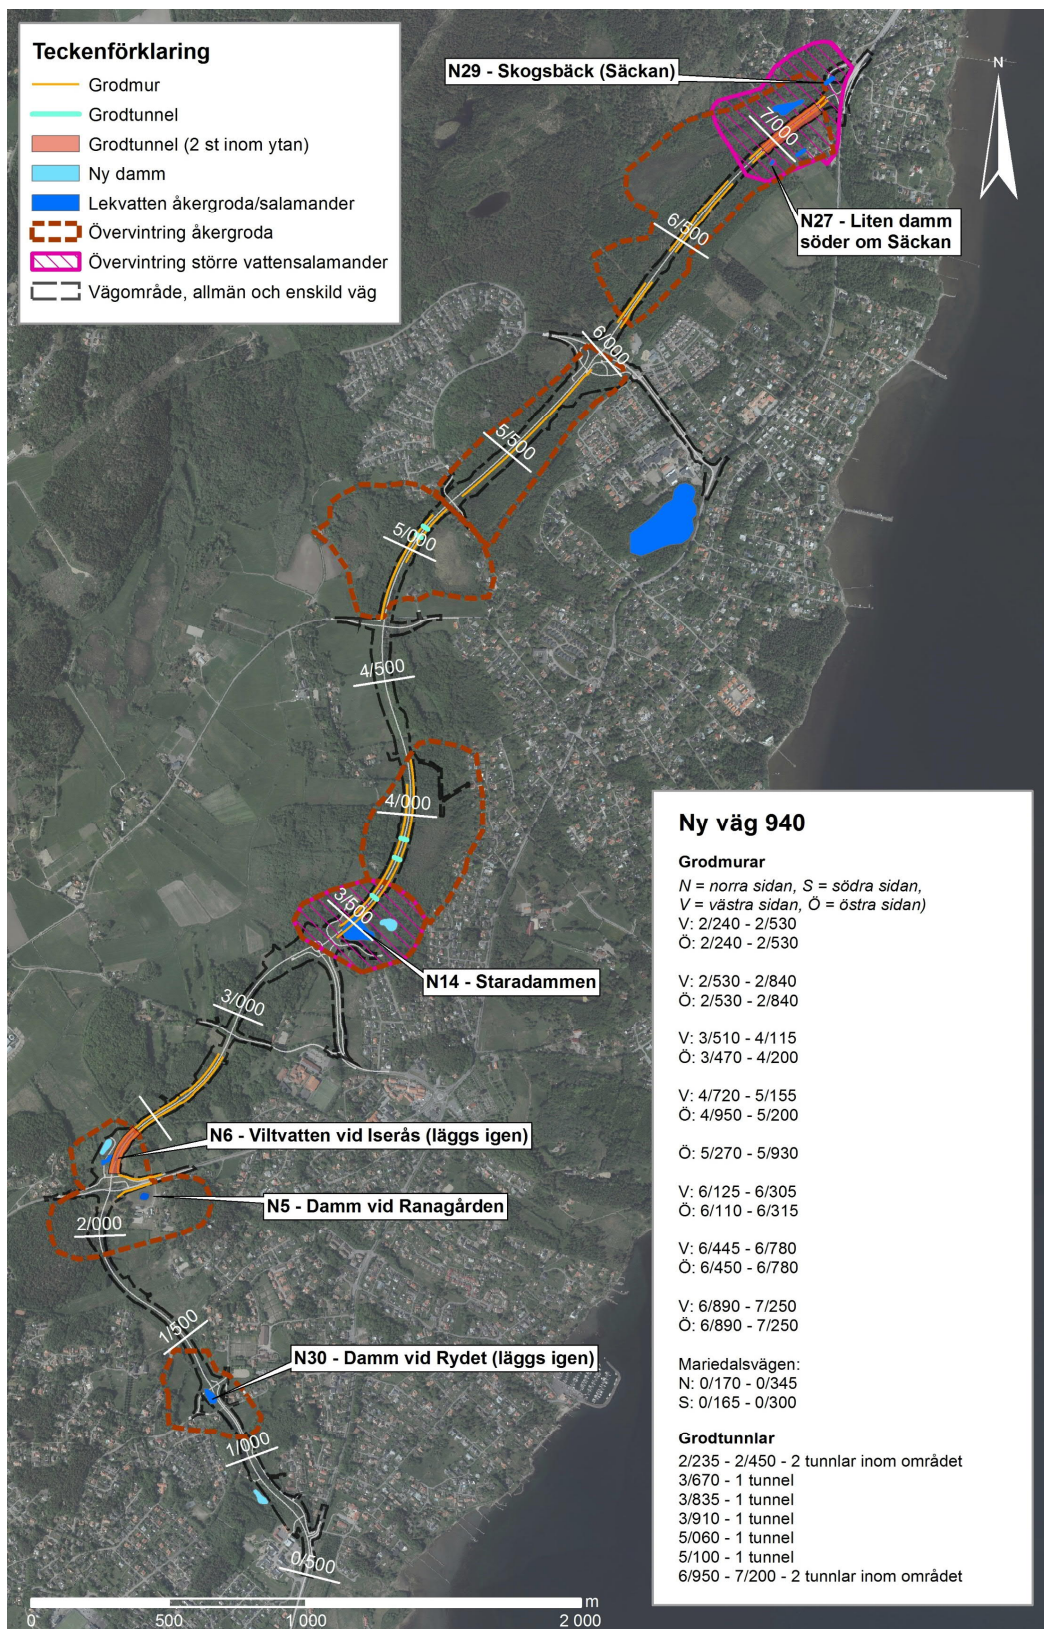 Teckenförklaring
Grodmur
Grodtunnel
Grodtunnel (2 st inom ytan)
Ny damm
Lekvatten åkergroda/salamander
Övervintring åkergroda
Övervintring större vattensalamander
Vägområde, allmän och enskild väg
N29 - Skogsbäck (Säckan)
N
7/000
N27 - Liten damm
söder om Säckan
6/500
6/000
5/500
5/000
4/500
4/000
3/500
N14 - Staradammen
3/000
N6 - Viltvatten vid Iserås (läggs igen)
N5 - Damm vid Ranagården
2/000
1/500
N30 - Damm vid Rydet (läggs igen)
1/000
0/500
m
0 500 1 000 2 000
Ny väg 940
Grodmurar
N = norra sidan, S = södra sidan,
V = västra sidan, Ö = östra sidan)
V: 2/240 - 2/530
Ö: 2/240 - 2/530
V: 2/530 - 2/840
Ö: 2/530 - 2/840
V: 3/510 - 4/115
Ö: 3/470 - 4/200
V: 4/720 - 5/155
Ö: 4/950 - 5/200
Ö: 5/270 - 5/930
V: 6/125 - 6/305
Ö: 6/110 - 6/315
V: 6/445 - 6/780
Ö: 6/450 - 6/780
V: 6/890 - 7/250
Ö: 6/890 - 7/250
Mariedalsvägen:
N: 0/170 - 0/345
S: 0/165 - 0/300
Grodtunnlar
2/235 - 2/450 - 2 tunnlar inom området
3/670 - 1 tunnel
3/835 - 1 tunnel
3/910 - 1 tunnel
5/060 - 1 tunnel
5/100 - 1 tunnel
6/950 - 7/200 - 2 tunnlar inom området